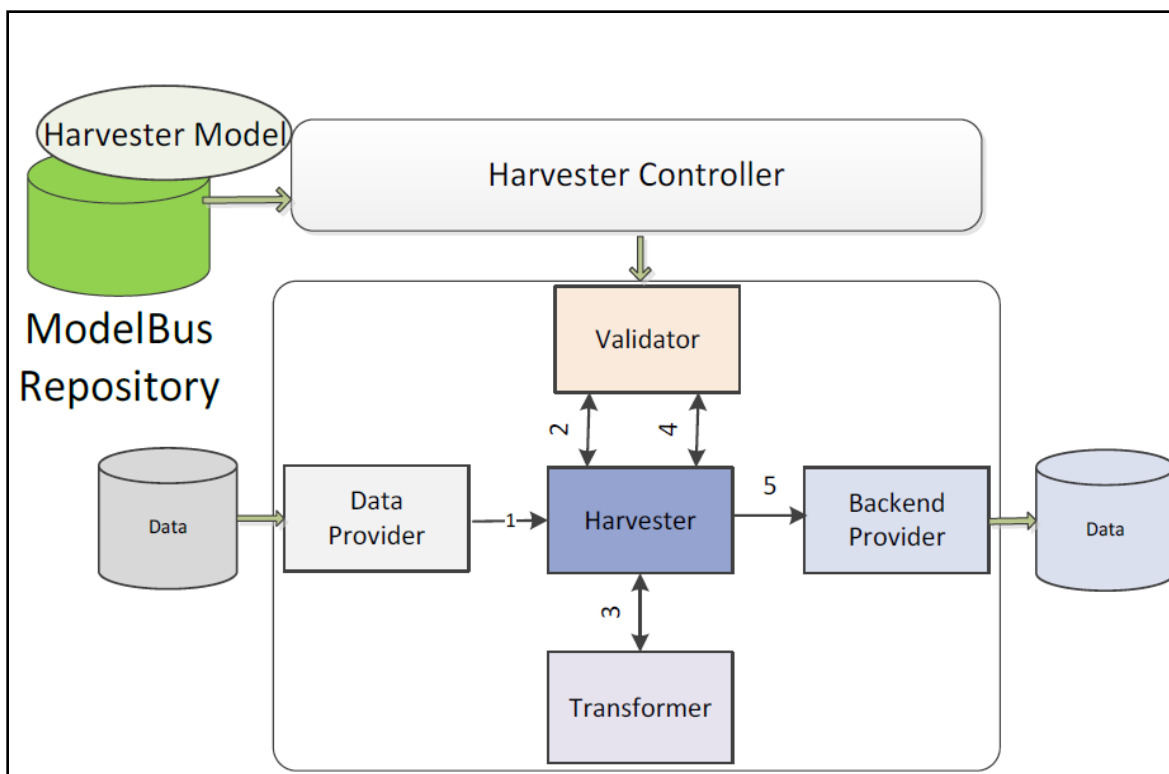 Harvester Model
Harvester Controller
ModelBus
Repository
Validator
2
4
Data
Data
Provider
1
Harvester
5
Backend
Provider
Data
3
Transformer